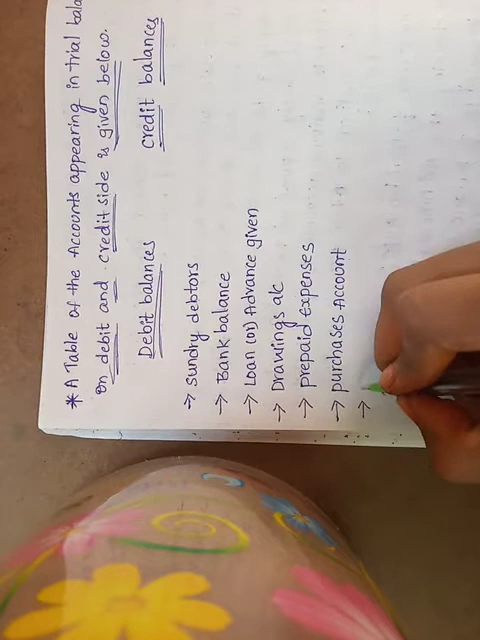 * A Table of the Accounts appearing in trial bala
on debit and credit side is given below.
Debit balances credit balances
→ sundry debtors
→ Bank balance
→ Loan (or) Advance given
→ Drawings a/c
→ prepaid expenses
→ purchases Account
→